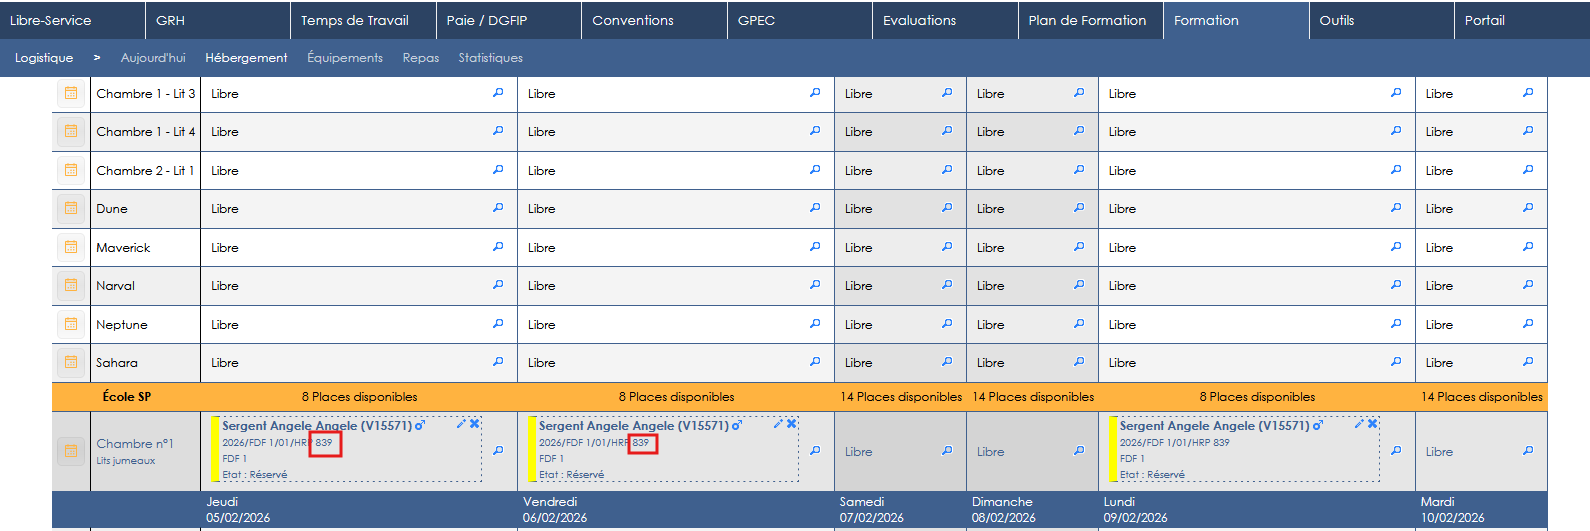 Libre-Service GRH Temps de Travail Paie / DGFIP Conventions GPEC Evaluations Plan de Formation Formation Outils Portail
Logistique > Aujourd'hui Hébergement Équipements Repas Statistiques
Chambre 1 - Lit 3 Libre Libre Libre Libre Libre Libre
Chambre 1 - Lit 4 Libre Libre Libre Libre Libre Libre
Chambre 2 - Lit 1 Libre Libre Libre Libre Libre Libre
Dune Libre Libre Libre Libre Libre Libre
Maverick Libre Libre Libre Libre Libre Libre
Narval Libre Libre Libre Libre Libre Libre
Neptune Libre Libre Libre Libre Libre Libre
Sahara Libre Libre Libre Libre Libre Libre
École SP 8 Places disponibles 8 Places disponibles 14 Places disponibles 14 Places disponibles 8 Places disponibles 14 Places disponibles
Sergent Angele Angele (V15571) Sergent Angele Angele (V15571) Sergent Angele Angele (V15571)
Chambre n°1 2026/FDF 1/01/HRP 839 2026/FDF 1/01/HRP 839 2026/FDF 1/01/HRP 839
Lits jumeaux FDF 1 FDF 1 Libre Libre FDF 1 Libre
Etat : Réservé Etat : Réservé Etat : Réservé
Jeudi Vendredi Samedi Dimanche Lundi Mardi
05/02/2026 06/02/2026 07/02/2026 08/02/2026 09/02/2026 10/02/2026